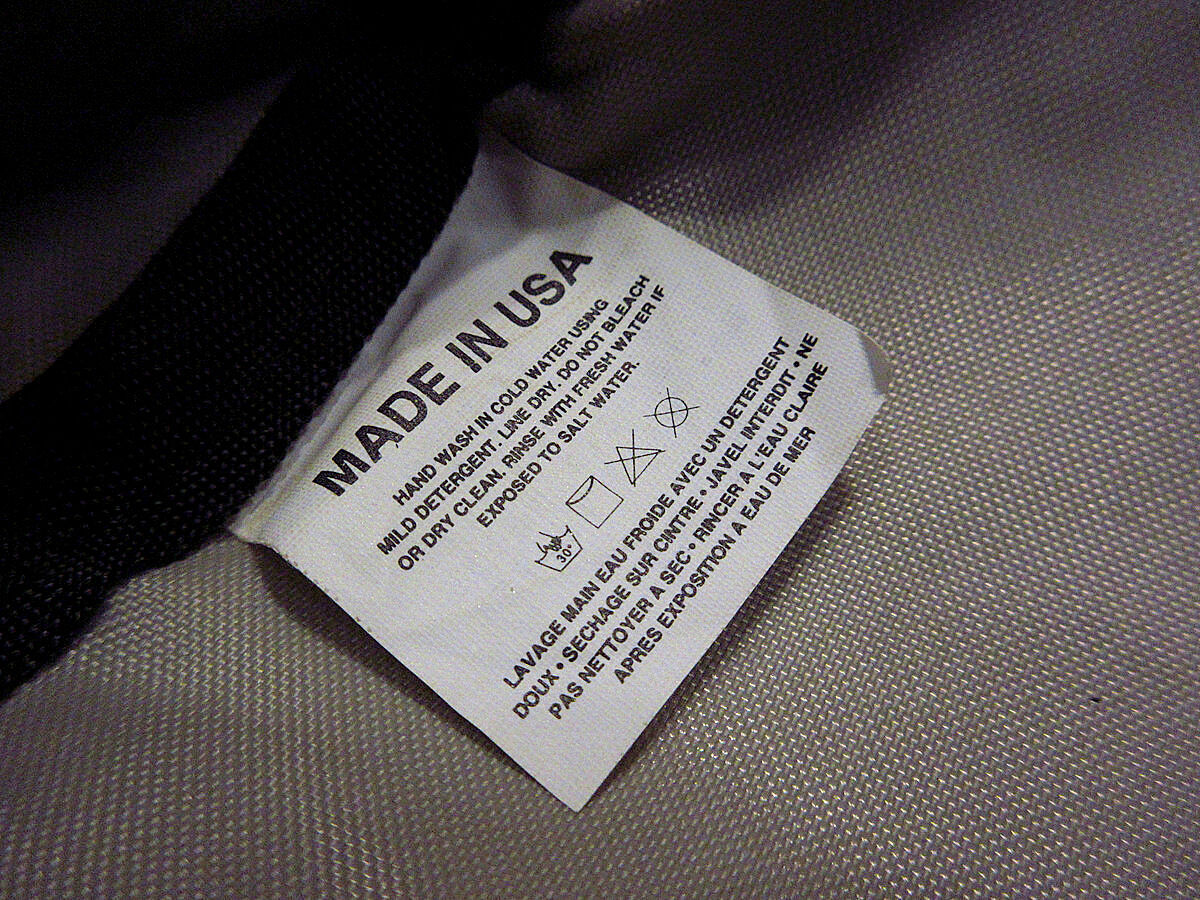 MADE IN USA
HAND WASH IN COLD WATER USING
MILD DETERGENT. LINE DRY. DO NOT BLEACH
OR DRY CLEAN. RINSE WITH FRESH WATER IF
EXPOSED TO SALT WATER.
30°
LAVAGE MAIN EAU FROIDE AVEC UN DETERGENT
DOUX • SECHAGE SUR CINTRE • JAVEL INTERDIT • NE
PAS NETTOYER A SEC • RINCER A L'EAU CLAIRE
APRES EXPOSITION A EAU DE MER